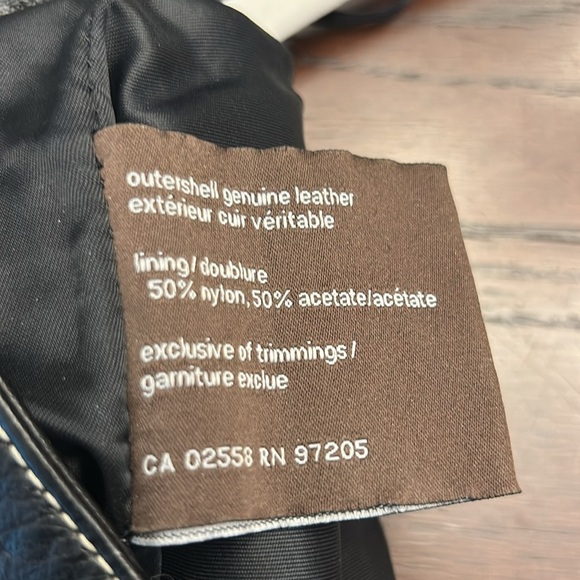 outershell genuine leather
extérieur cuir véritable
lining/doublure
50% nylon,50% acetate/acétate
exclusive of trimmings/
garniture exclue
CA 02558 RN 97205